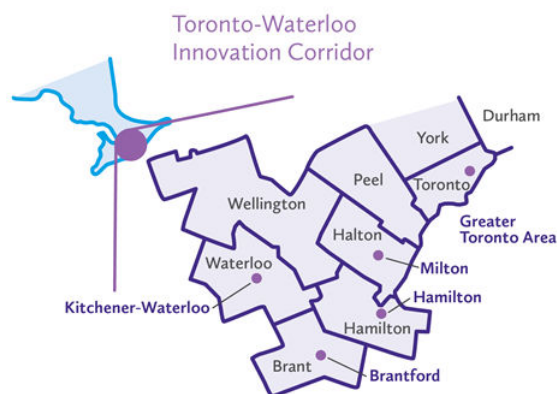 Toronto-Waterloo
Innovation Corridor
Durham
York
Peel
Toronto
Wellington
Greater
Toronto Area
Halton
Waterloo
Milton
Kitchener-Waterloo
Hamilton
Hamilton
Brant
Brantford